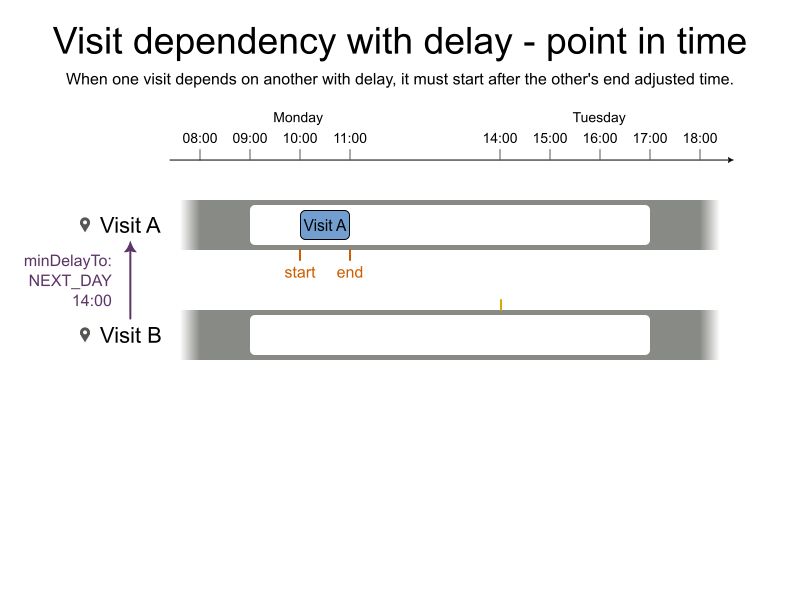 Visit dependency with delay - point in time
When one visit depends on another with delay, it must start after the other's end adjusted time.
Monday Tuesday
08:00 09:00 10:00 11:00 14:00 15:00 16:00 17:00 18:00
Visit A Visit A
start end
minDelayTo:
NEXT_DAY
14:00
Visit B